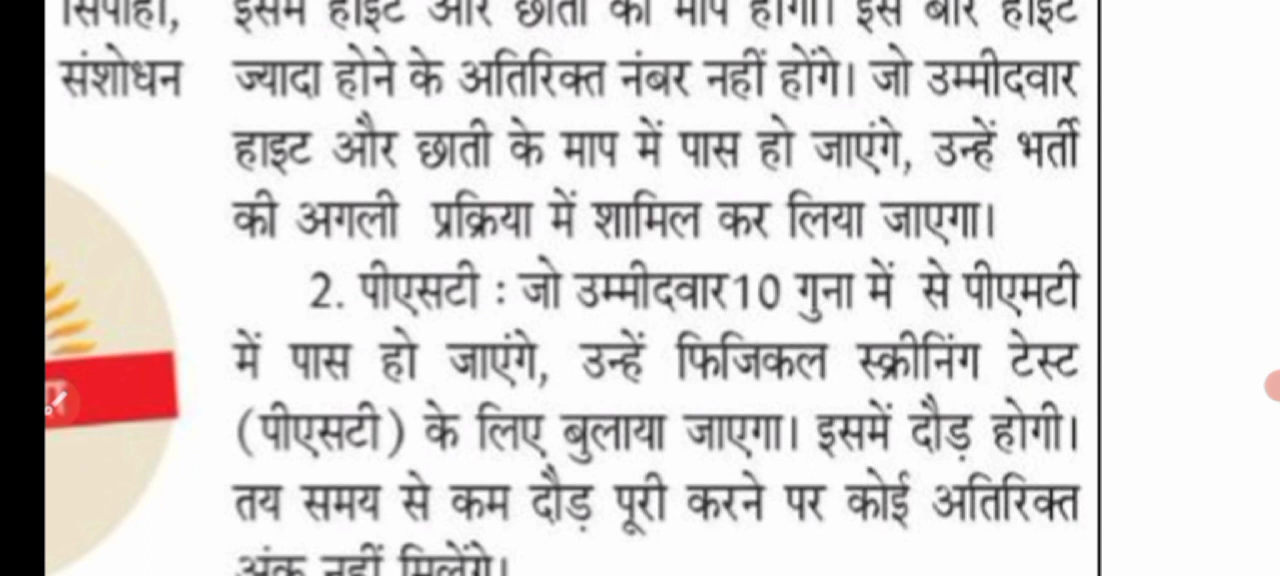 सिपाही,
संशोधन
इसमें हाइट और छाती का माप होगा। इस बार हाइट
ज्यादा होने के अतिरिक्त नंबर नहीं होंगे। जो उम्मीदवार
हाइट और छाती के माप में पास हो जाएंगे, उन्हें भर्ती
की अगली प्रक्रिया में शामिल कर लिया जाएगा।
2. पीएसटी : जो उम्मीदवार10 गुना में से पीएमटी
में पास हो जाएंगे, उन्हें फिजिकल स्क्रीनिंग टेस्ट
(पीएसटी) के लिए बुलाया जाएगा। इसमें दौड़ होगी।
तय समय से कम दौड़ पूरी करने पर कोई अतिरिक्त
अंक नहीं मिलेंगे।